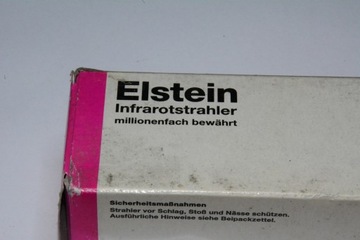 Elstein
Infrarotstrahler
millionenfach bewährt
Sicherheitsmaßnahmen
Strahler vor Schlag, Stoß und Nässe schützen.
Ausführliche Hinweise siehe Beipackzettel.